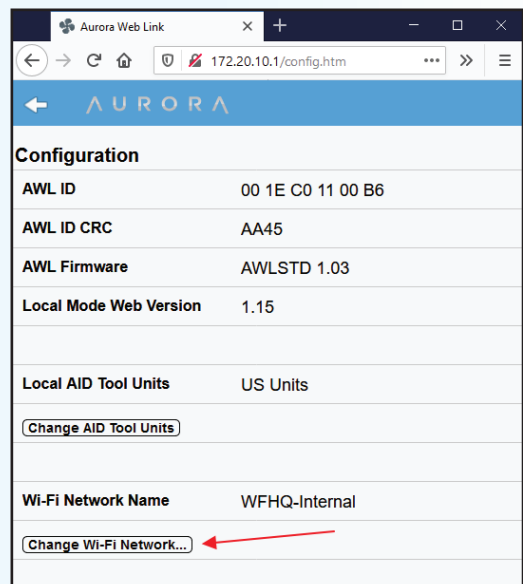 Aurora Web Link
172.20.10.1/config.htm
AURORA
Configuration
AWL ID 00 1E C0 11 00 B6
AWL ID CRC AA45
AWL Firmware AWLSTD 1.03
Local Mode Web Version 1.15
Local AID Tool Units US Units
Change AID Tool Units
Wi-Fi Network Name WFHQ-Internal
Change Wi-Fi Network...